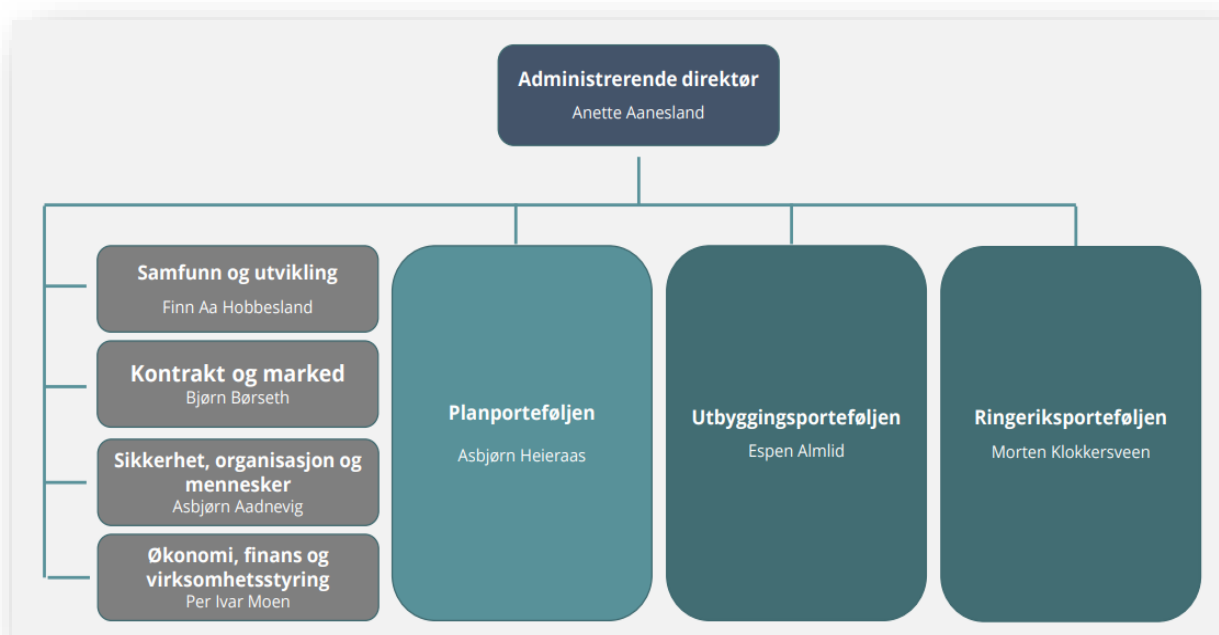 Administrerende direktør
Anette Aanesland
Samfunn og utvikling
Finn Aa Hobbesland
Kontrakt og marked
Bjørn Børseth
Sikkerhet, organisasjon og
mennesker
Asbjørn Aadnevig
Økonomi, finans og
virksomhetsstyring
Per Ivar Moen
Planporteføljen
Asbjørn Heieraas
Utbyggingsporteføljen
Espen Almlid
Ringeriksporteføljen
Morten Klokkersveen